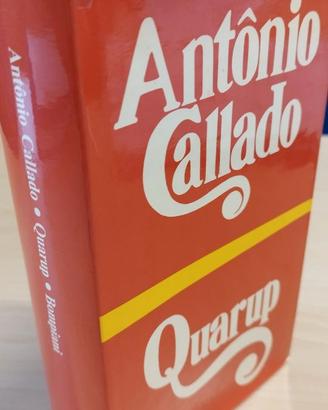 Antônio
Callado
Quarup
Antônio Callado • Quarup • Bompiani